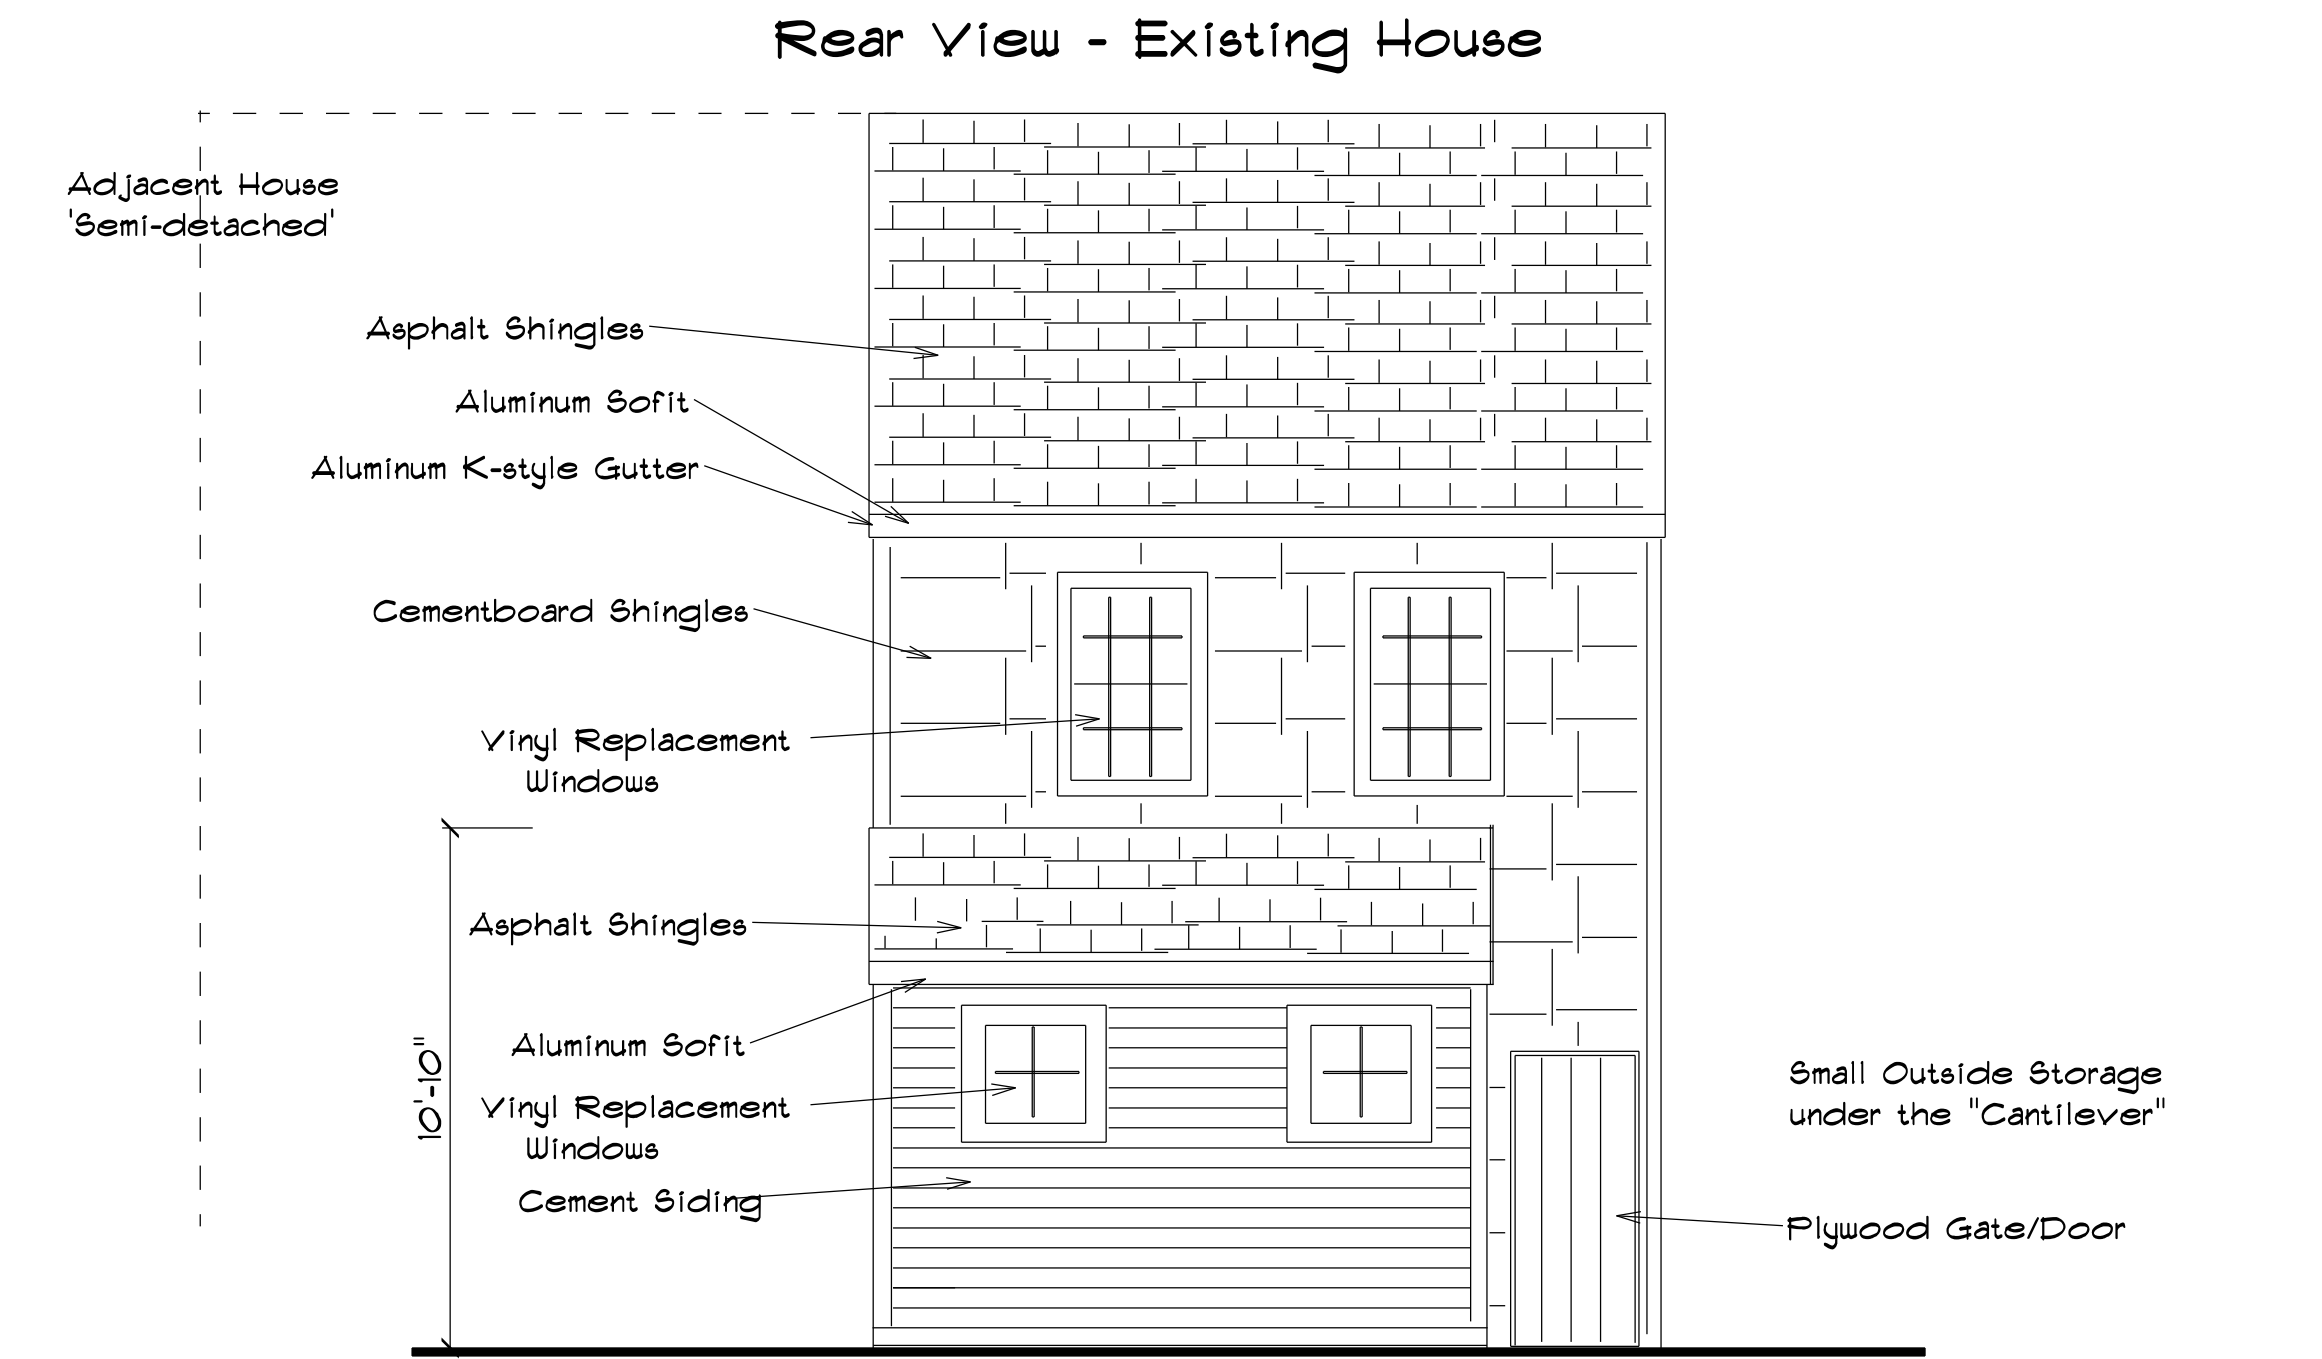 Rear View - Existing House
Adjacent House
'Semi-detached'
Asphalt Shingles
Aluminum Sofit
Aluminum K-style Gutter
Cementboard Shingles
Vinyl Replacement
Windows
Asphalt Shingles
10'-10"
Aluminum Sofit
Vinyl Replacement
Windows
Cement Siding
Small Outside Storage
under the "Cantilever"
Plywood Gate/Door